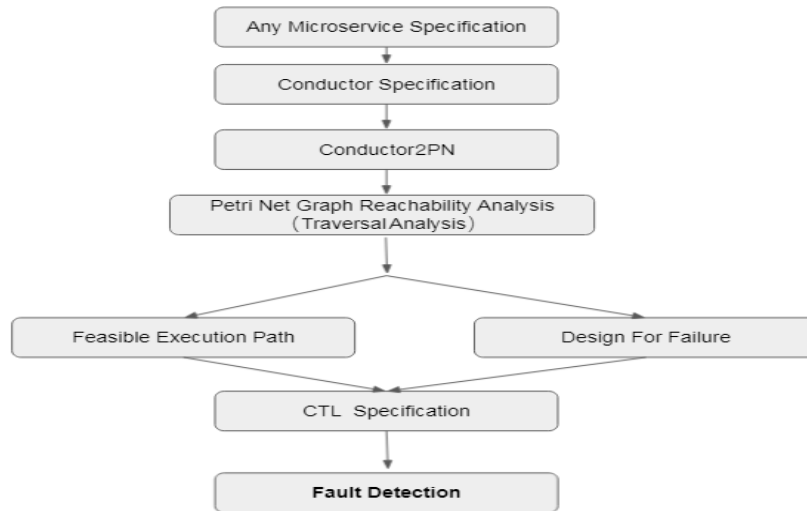 Any Microservice Specification
Conductor Specification
Conductor2PN
Petri Net Graph Reachability Analysis
(Traversal Analysis)
Feasible Execution Path
Design For Failure
CTL Specification
Fault Detection